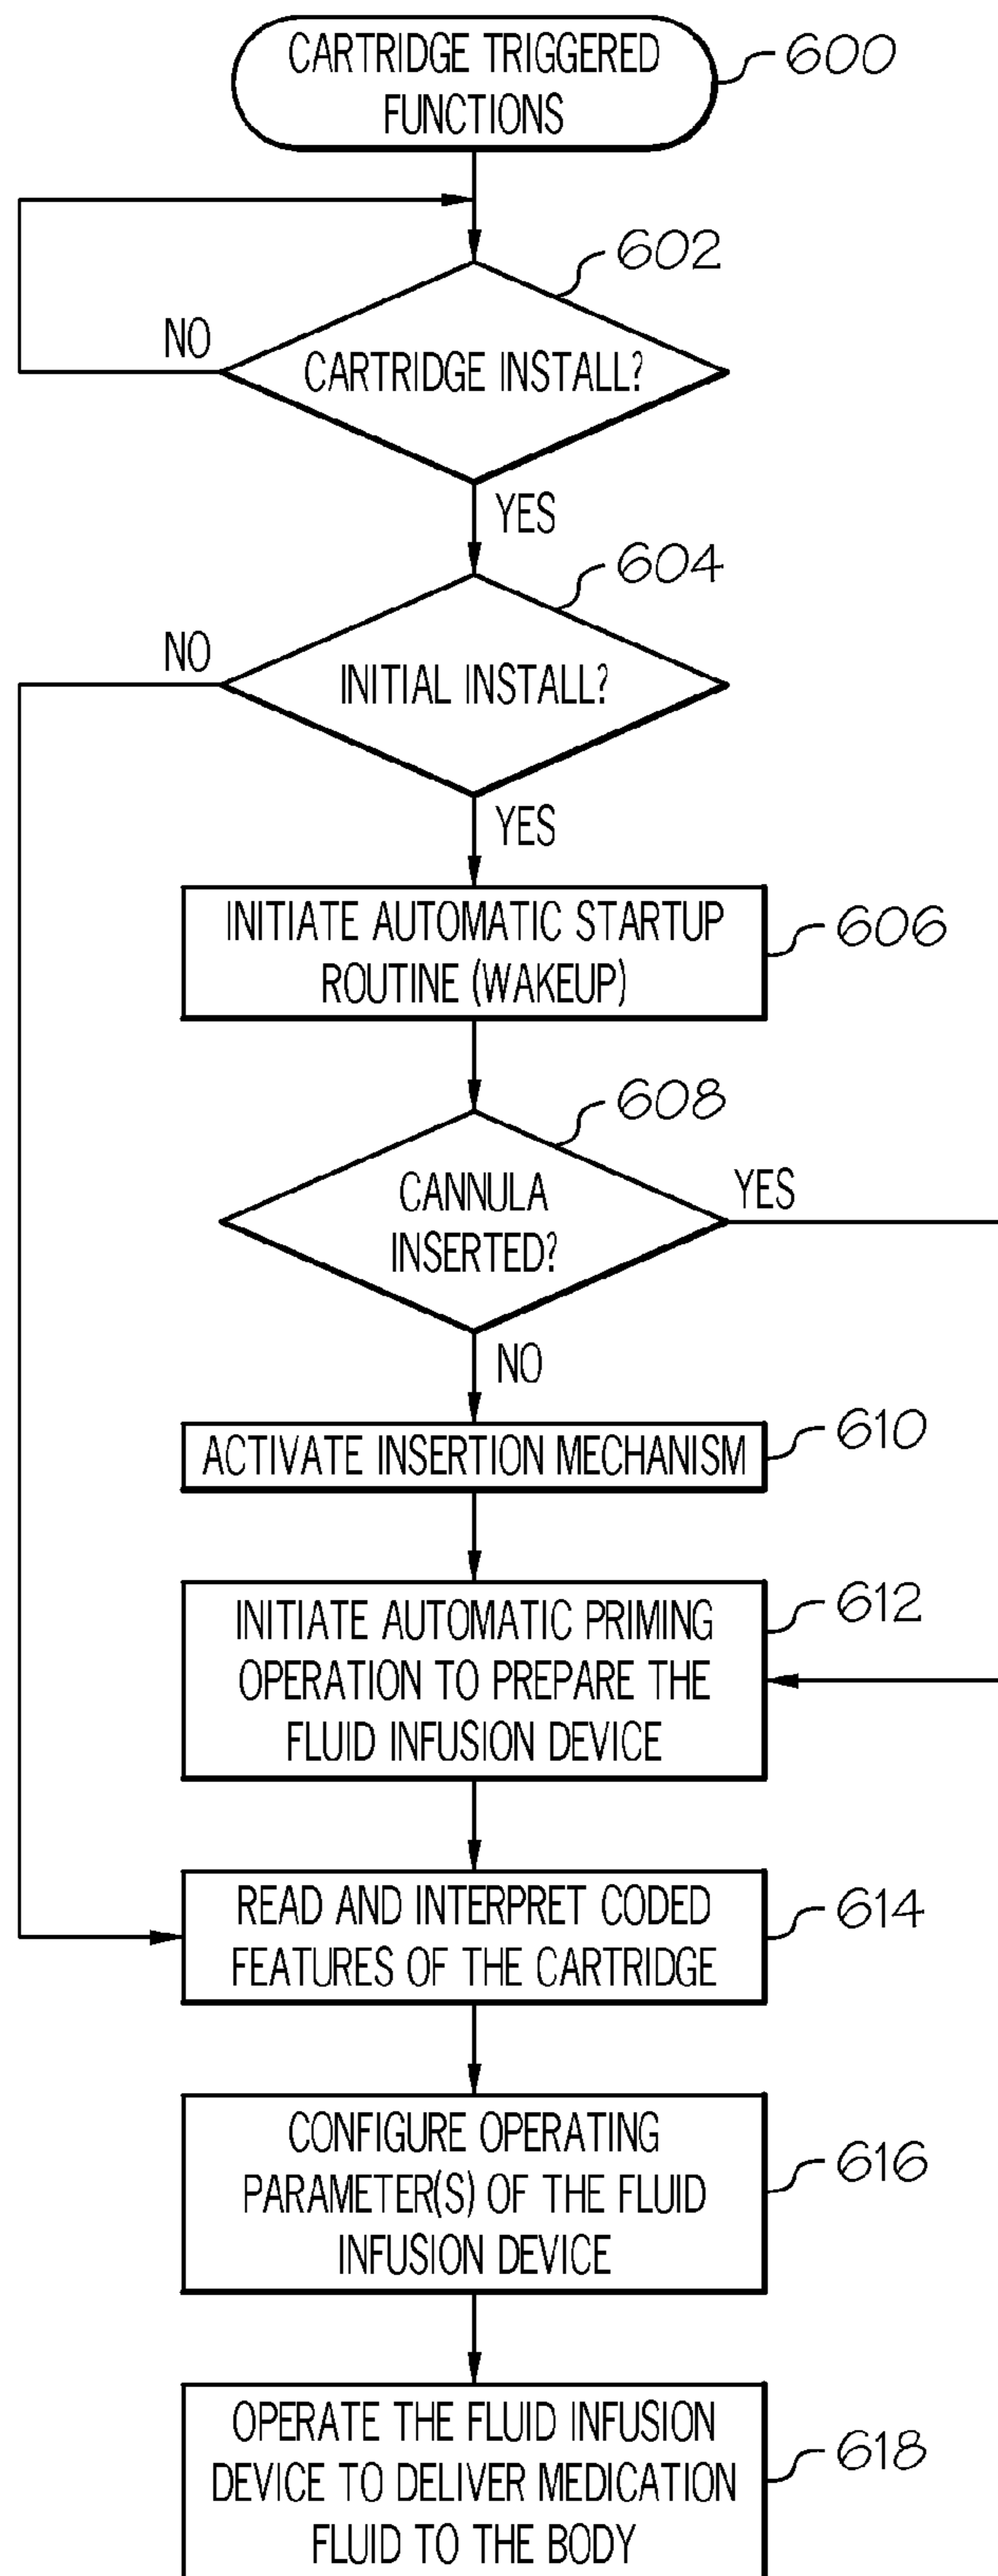 CARTRIDGE TRIGGERED
FUNCTIONS
600
602
NO
CARTRIDGE INSTALL?
YES
604
NO
INITIAL INSTALL?
YES
INITIATE AUTOMATIC STARTUP
ROUTINE (WAKEUP)
606
608
CANNULA
INSERTED?
YES
NO
ACTIVATE INSERTION MECHANISM
610
INITIATE AUTOMATIC PRIMING
OPERATION TO PREPARE THE
FLUID INFUSION DEVICE
612
READ AND INTERPRET CODED
FEATURES OF THE CARTRIDGE
614
CONFIGURE OPERATING
PARAMETER(S) OF THE FLUID
INFUSION DEVICE
616
OPERATE THE FLUID INFUSION
DEVICE TO DELIVER MEDICATION
FLUID TO THE BODY
618